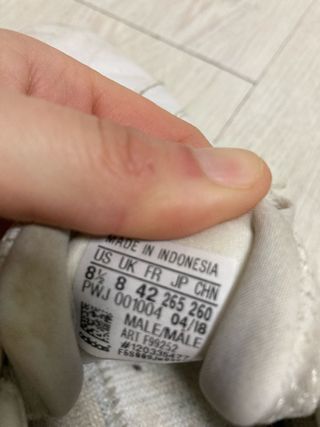 MADE IN INDONESIA
US UK FR JP CHN
8½ 8 42 265 260
PWJ 001004 04/18
MALE/MALE
ART F99252